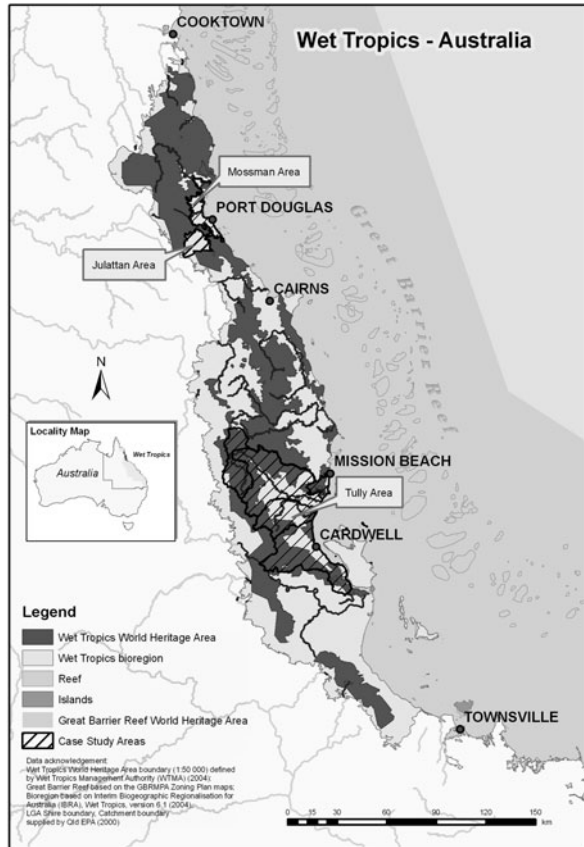 COOKTOWN
Wet Tropics - Australia
Mossman Area
PORT DOUGLAS
Julattan Area
CAIRNS
Great Barrier Reef
N
Locality Map
Wet Tropics
Australia
MISSION BEACH
Tully Area
CARDWELL
Legend
Wet Tropics World Heritage Area
Wet Tropics bioregion
Reef
Islands
Great Barrier Reef World Heritage Area
Case Study Areas
TOWNSVILLE
Data acknowledgement:
Wet Tropics World Heritage Area boundary (1:50 000) defined
by Wet Tropics Management Authority (WTMA) (2004)
Great Barrier Reef based on the GBRMPA Zoning Plan maps;
Bioregion based on Interim Biogeographic Regionalisation for
Australia (IBRA), Wet Tropics, version 6.1 (2004)
LGA Shire boundary, Catchment boundary
supplied by Qld EPA (2000)
0 15 30 60 90 120 150
km